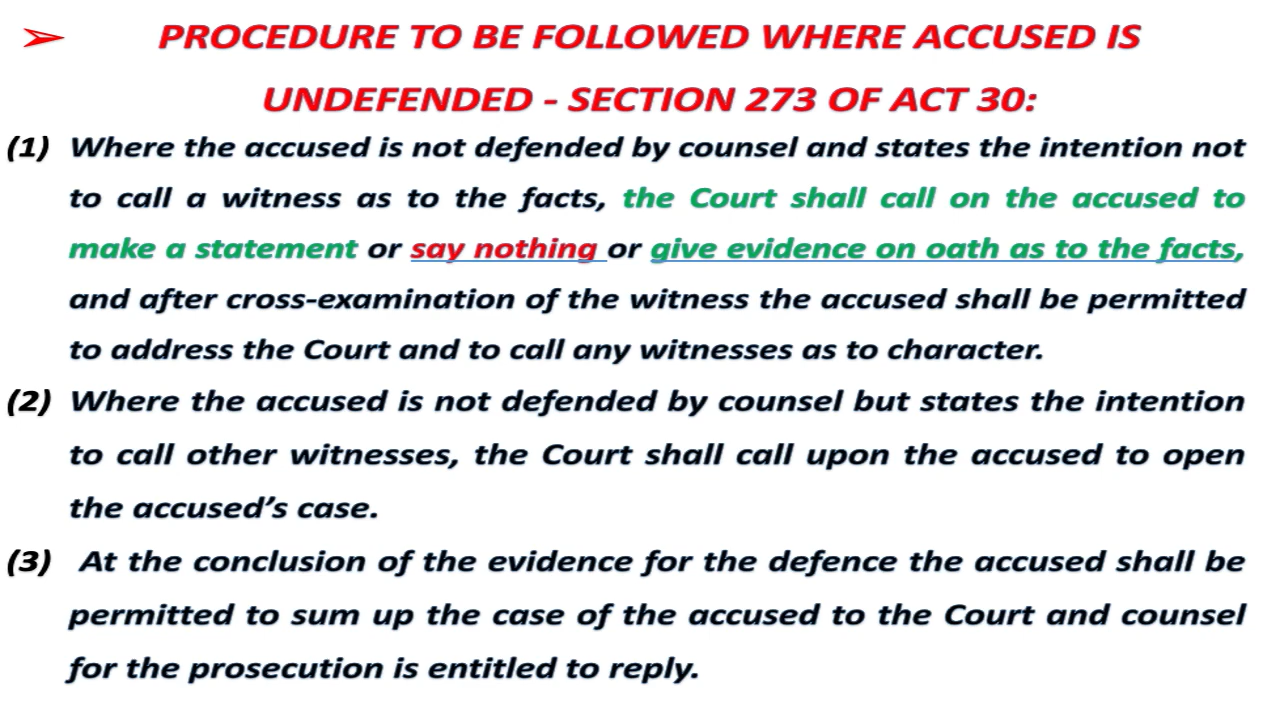 ➢ PROCEDURE TO BE FOLLOWED WHERE ACCUSED IS
UNDEFENDED - SECTION 273 OF ACT 30:
(1) Where the accused is not defended by counsel and states the intention not
to call a witness as to the facts, the Court shall call on the accused to
make a statement or say nothing or give evidence on oath as to the facts,
and after cross-examination of the witness the accused shall be permitted
to address the Court and to call any witnesses as to character.
(2) Where the accused is not defended by counsel but states the intention
to call other witnesses, the Court shall call upon the accused to open
the accused’s case.
(3) At the conclusion of the evidence for the defence the accused shall be
permitted to sum up the case of the accused to the Court and counsel
for the prosecution is entitled to reply.